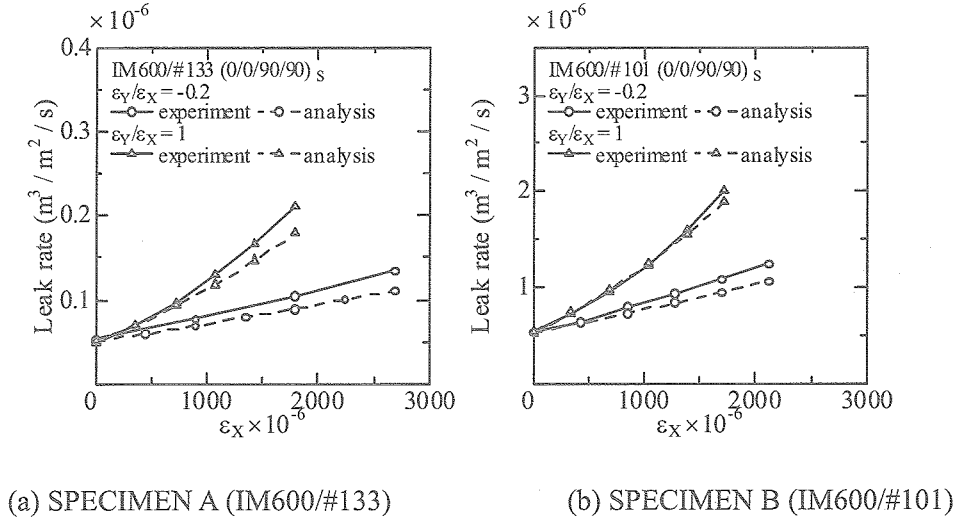 × 10-6
0.4
0.3
0.2
0.1
Leak rate (m3 / m2 / s)
IM600/#133 (0/0/90/90) s
εY/εX = -0.2
experiment analysis
εY/εX = 1
experiment analysis
0 1000 2000 3000
εX × 10-6
(a) SPECIMEN A (IM600/#133)
× 10-6
3
2
1
Leak rate (m3 / m2 / s)
IM600/#101 (0/0/90/90) s
εY/εX = -0.2
experiment analysis
εY/εX = 1
experiment analysis
0 1000 2000 3000
εX × 10-6
(b) SPECIMEN B (IM600/#101)